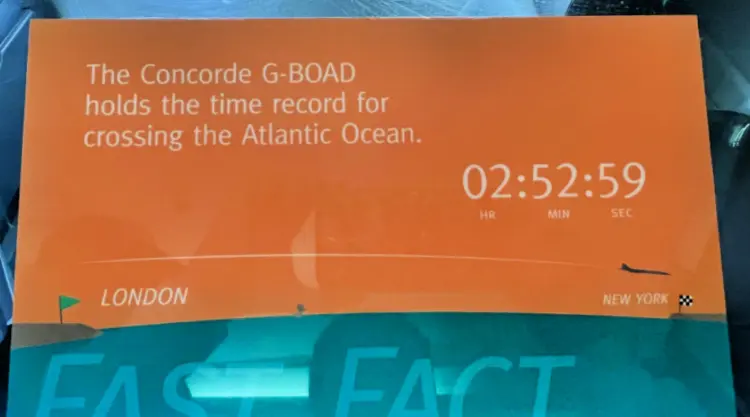 The Concorde G-BOAD
holds the time record for
crossing the Atlantic Ocean.
02:52:59
HR MIN SEC
LONDON
NEW YORK
FAST FACT